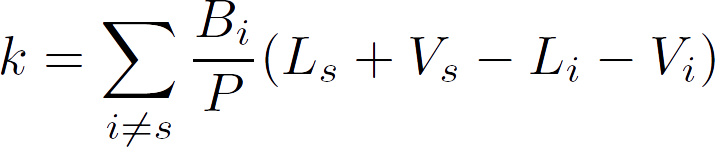 k = \sum_{i \neq s} \frac{B_i}{P} (L_s + V_s - L_i - V_i)